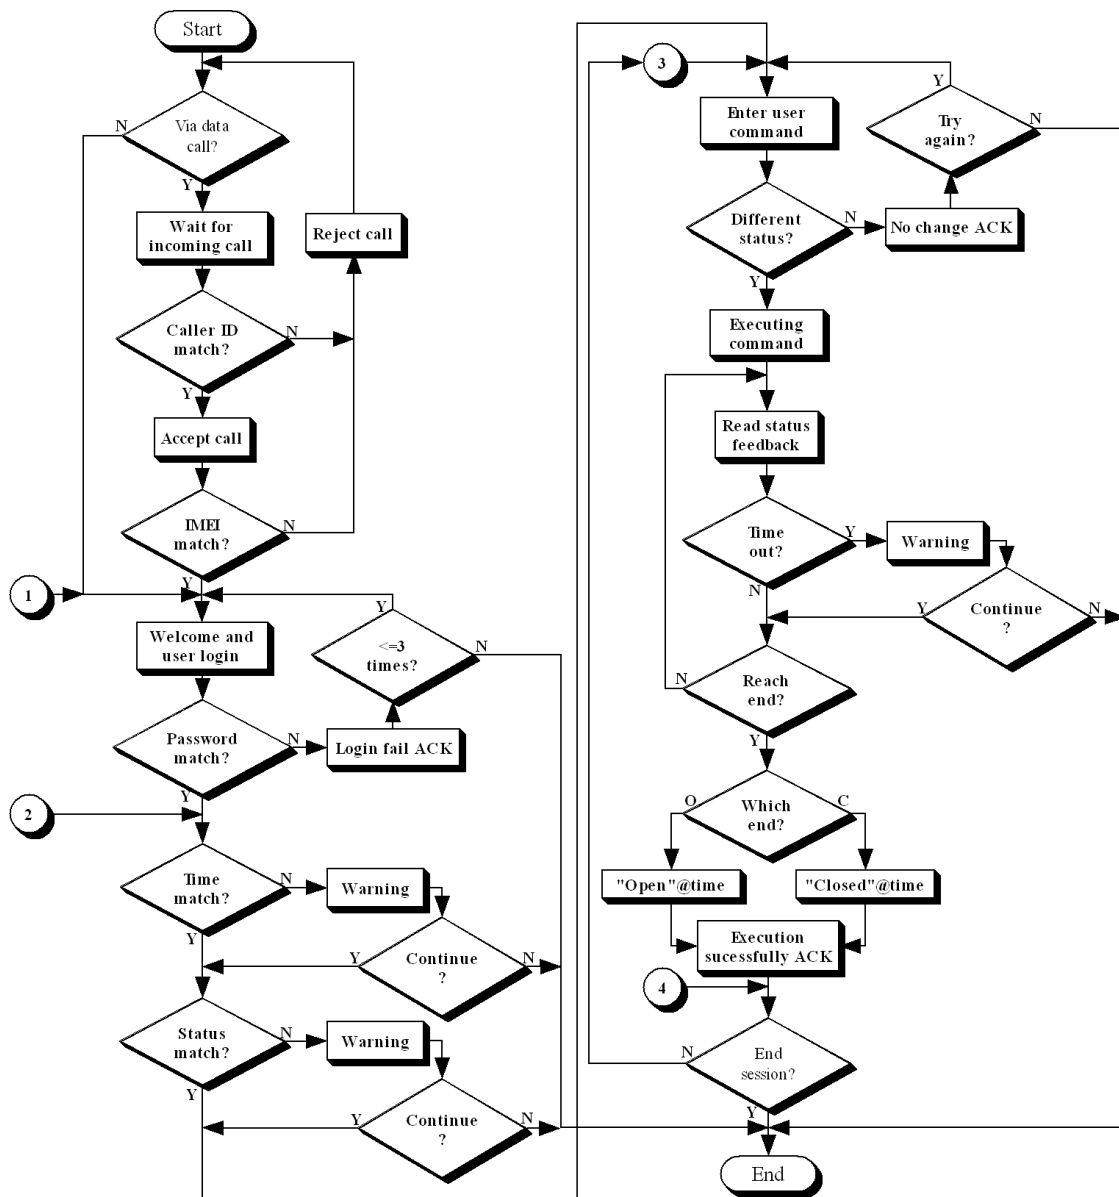 Start
N
Via data
call?
Y
Wait for
incoming call
Reject call
Caller ID
match?
N
Y
Accept call
IMEI
match?
N
Y
1
Welcome and
user login
Y
<=3
times?
N
Password
match?
N
Login fail ACK
Y
2
Time
match?
N
Warning
Y
Y
Continue
?
N
Status
match?
N
Warning
Y
Y
Continue
?
N
3
Enter user
command
Y
Try
again?
N
Different
status?
N
No change ACK
Y
Executing
command
Read status
feedback
Time
out?
Y
Warning
N
Y
Continue
?
N
N
Reach
end?
Y
O
Which
end?
C
"Open"@time
"Closed"@time
Execution
sucessfully ACK
4
N
End
session?
Y
End